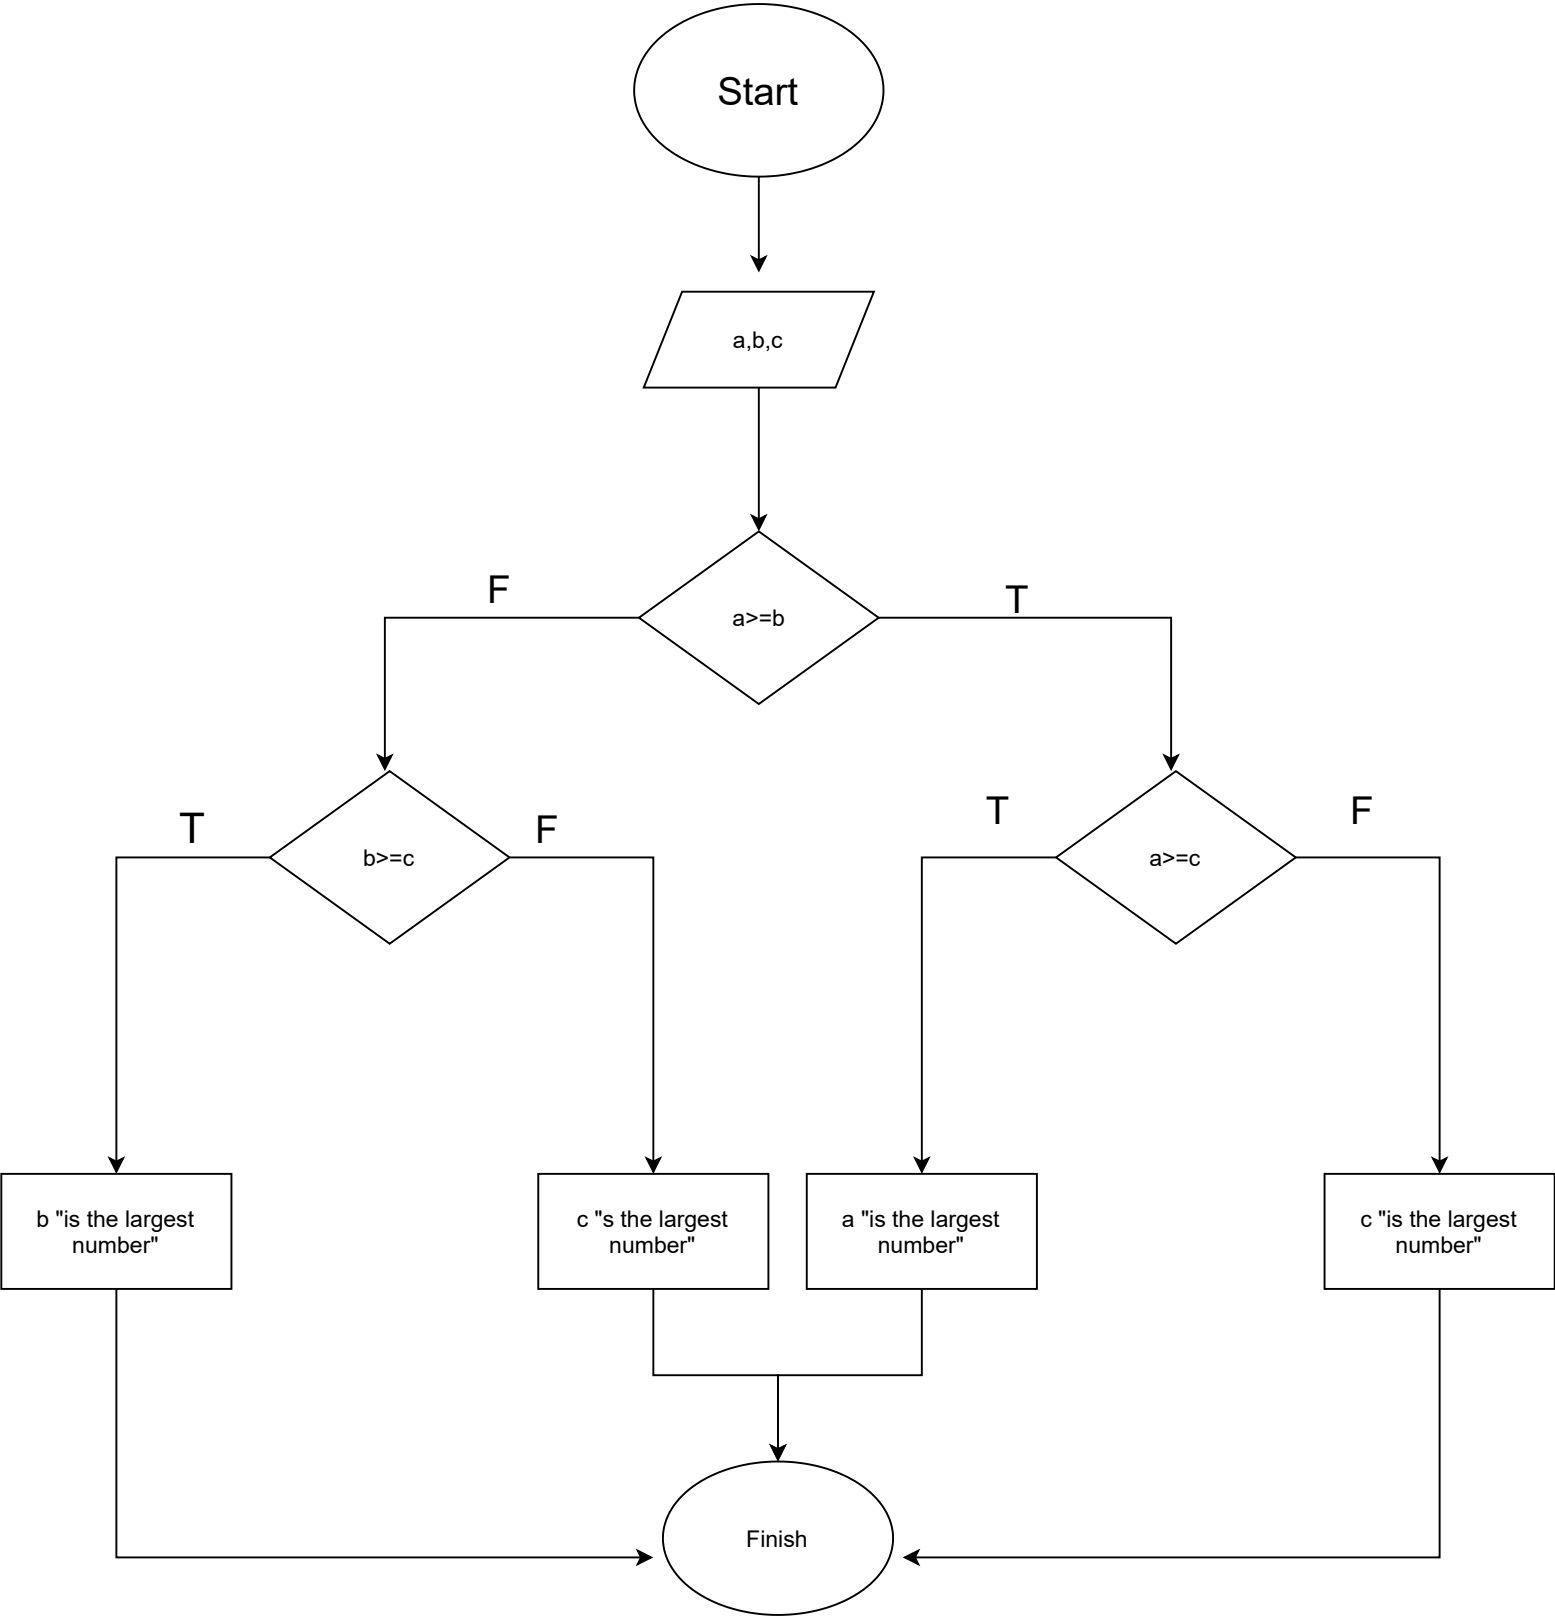 Start
a,b,c
F
T
a>=b
T
F
T
F
b>=c
a>=c
b "is the largest
number"
c "s the largest
number"
a "is the largest
number"
c "is the largest
number"
Finish